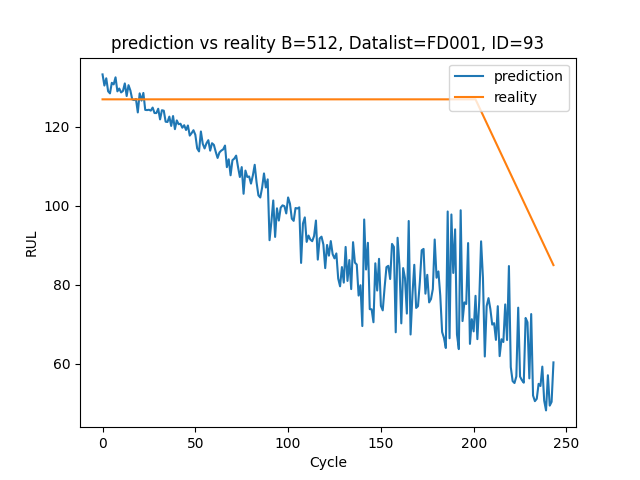 prediction vs reality B=512, Datalist=FD001, ID=93
prediction
reality
RUL
120
100
80
60
0
50
100
150
200
250
Cycle